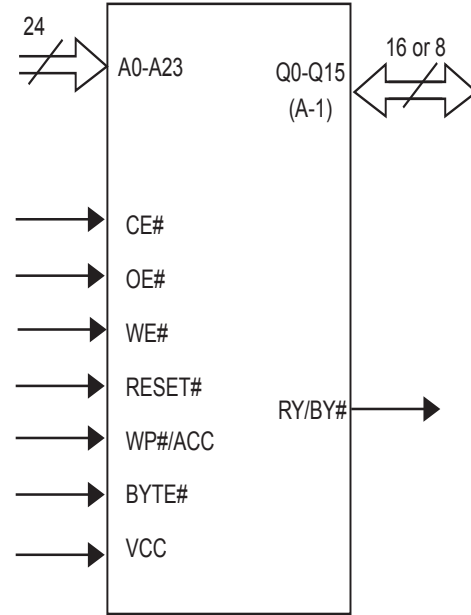 24
A0-A23
16 or 8
Q0-Q15
(A-1)
CE#
OE#
WE#
RESET#
RY/BY#
WP#/ACC
BYTE#
VCC